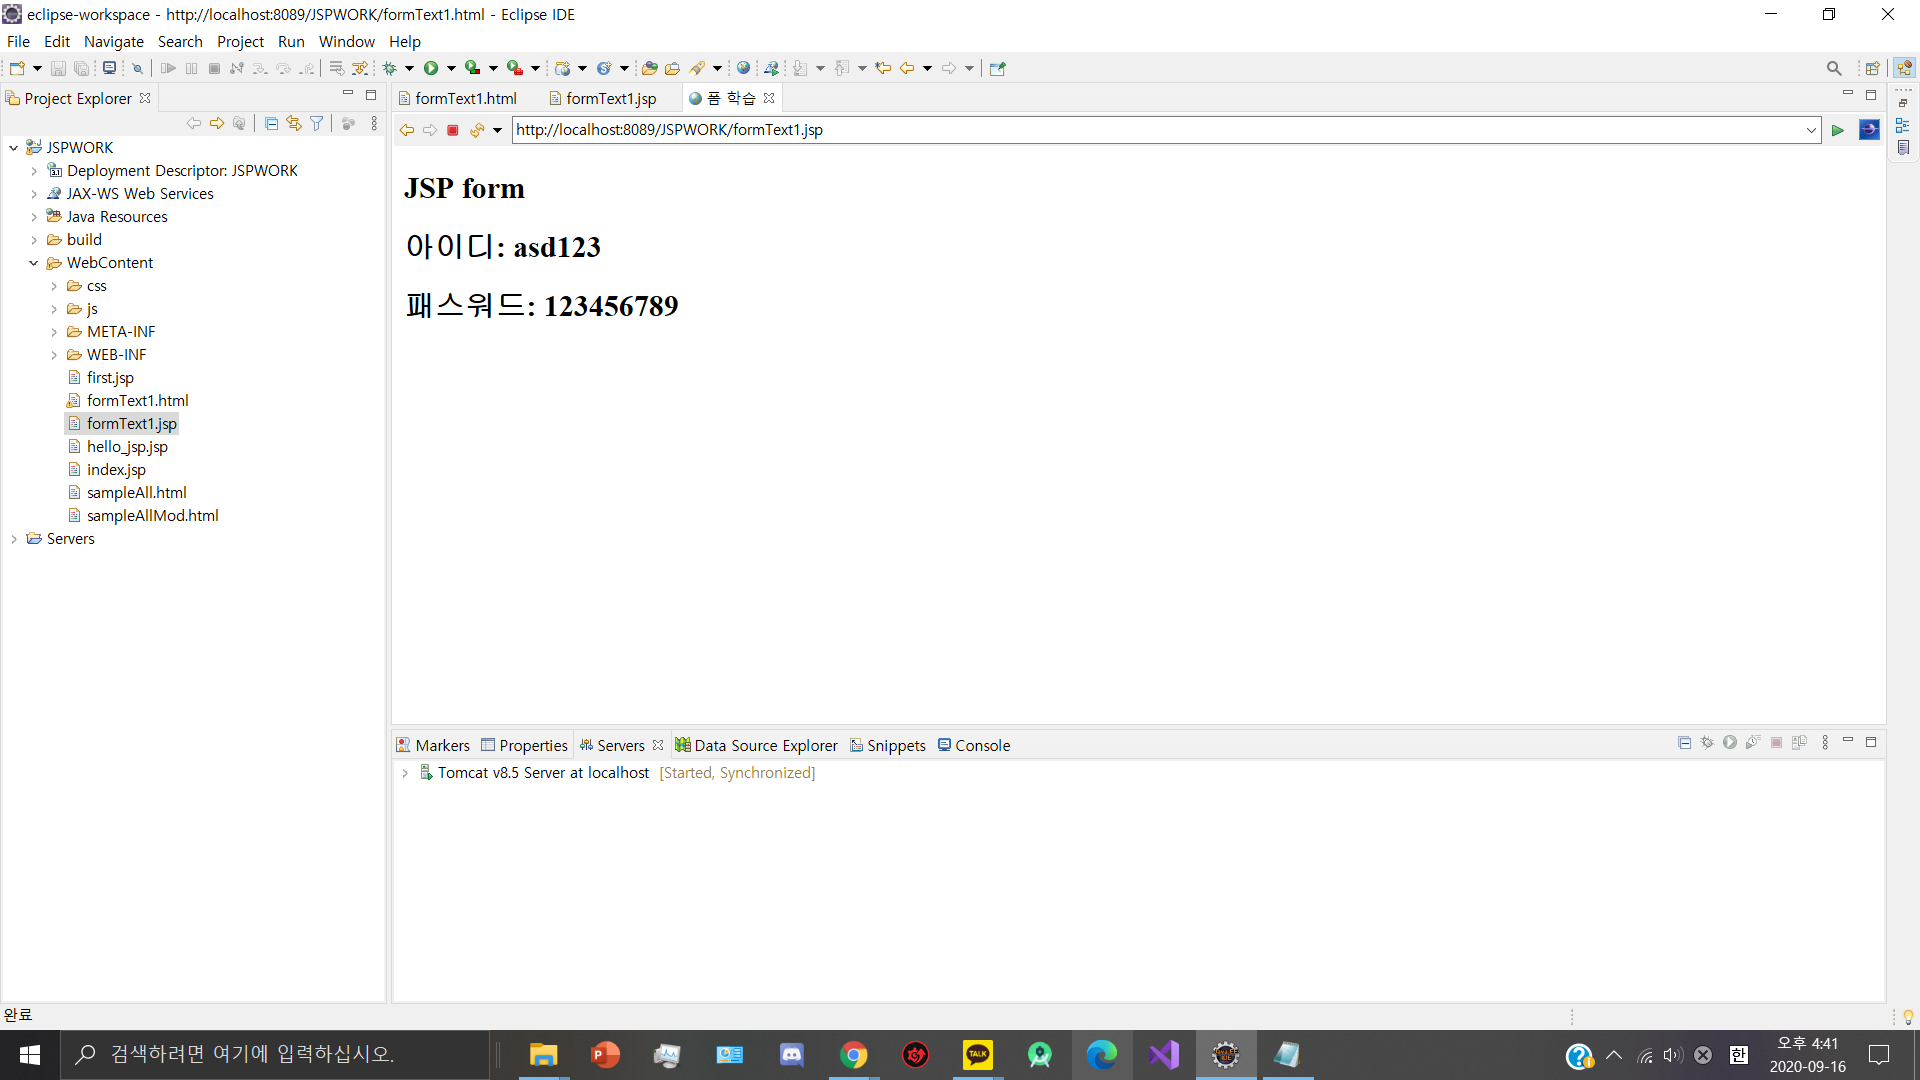 eclipse-workspace - http://localhost:8089/JSPWORK/formText1.html - Eclipse IDE
File Edit Navigate Search Project Run Window Help
Project Explorer
JSPWORK
Deployment Descriptor: JSPWORK
JAX-WS Web Services
Java Resources
build
WebContent
css
js
META-INF
WEB-INF
first.jsp
formText1.html
formText1.jsp
hello_jsp.jsp
index.jsp
sampleAll.html
sampleAllMod.html
Servers
formText1.html formText1.jsp 폼 학습
http://localhost:8089/JSPWORK/formText1.jsp
JSP form
아이디: asd123
패스워드: 123456789
Markers Properties Servers Data Source Explorer Snippets Console
Tomcat v8.5 Server at localhost [Started, Synchronized]
완료
검색하려면 여기에 입력하십시오.
TALK
한
오후 4:41
2020-09-16